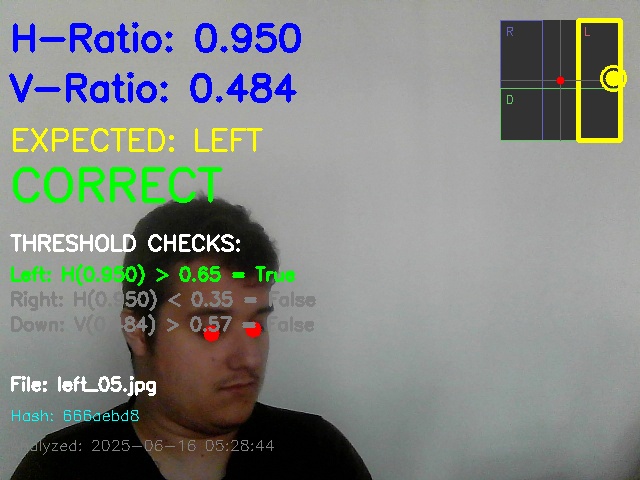 H-Ratio: 0.950
V-Ratio: 0.484
R
L
D
EXPECTED: LEFT
CORRECT
THRESHOLD CHECKS:
Left: H(0.950) > 0.65 = True
Right: H(0.950) < 0.35 = False
Down: V(0.484) > 0.57 = False
File: left_05.jpg
Hash: 666aebd8
Analyzed: 2025-06-16 05:28:44